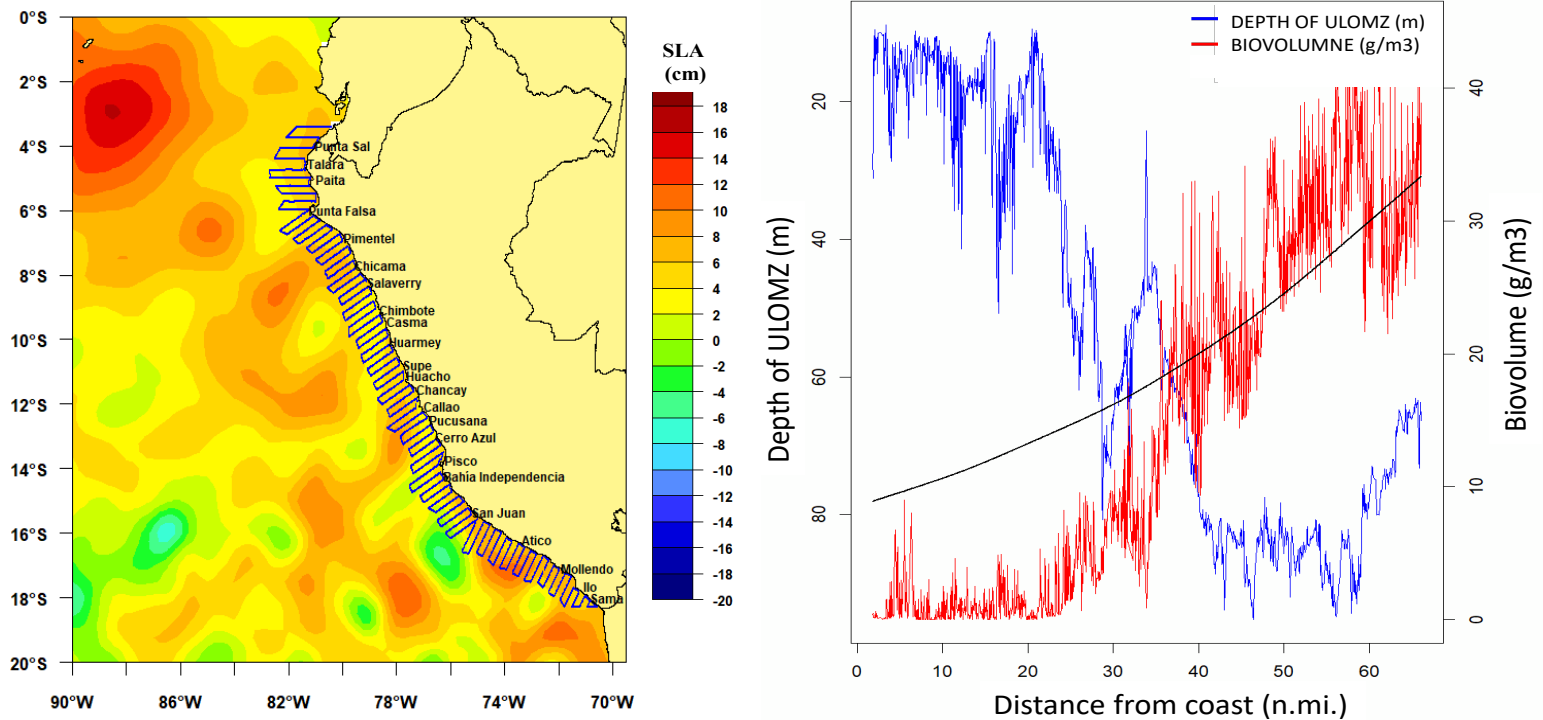 0°S
2°S
4°S
6°S
8°S
10°S
12°S
14°S
16°S
18°S
20°S
90°W
86°W
82°W
78°W
74°W
70°W
Punta Sal
Talara
Paita
Punta Falsa
Pimentel
Chicama
Salaverry
Chimbote
Casma
Huarmey
Supe
Huacho
Chancay
Callao
Pucusana
Cerro Azul
Pisco
Bahía Independencia
San Juan
Atico
Mollendo
Ilo
Sama
SLA
(cm)
18
16
14
12
10
8
6
4
2
0
-2
-4
-6
-8
-10
-12
-14
-16
-18
-20
DEPTH OF ULOMZ (m)
BIOVOLUMNE (g/m3)
Depth of ULOMZ (m)
20
40
60
80
0
10
20
30
40
50
60
Distance from coast (n.mi.)
40
30
20
10
0
Biovolume (g/m3)